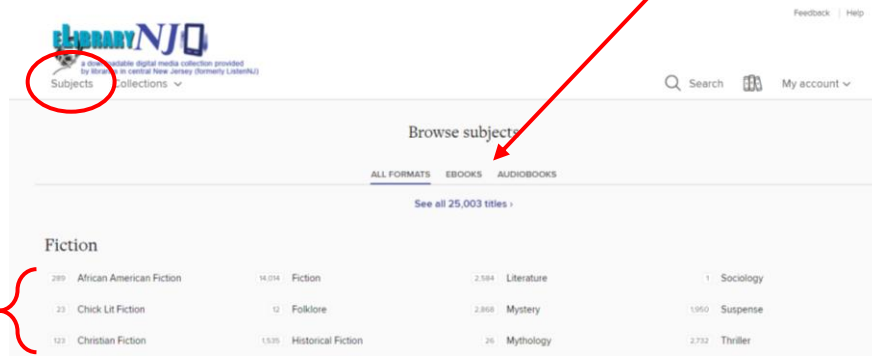 Feedback | Help
eLIBRARYNJ
a downloadable digital media collection provided
by libraries in central New Jersey (formerly ListenNJ)
Subjects Collections
Search My account
Browse subjects
ALL FORMATS EBOOKS AUDIOBOOKS
See all 25,003 titles ›
Fiction
289 African American Fiction 14,014 Fiction 2,584 Literature 1 Sociology
23 Chick Lit Fiction 12 Folklore 2,868 Mystery 1,950 Suspense
123 Christian Fiction 1,535 Historical Fiction 26 Mythology 2,732 Thriller